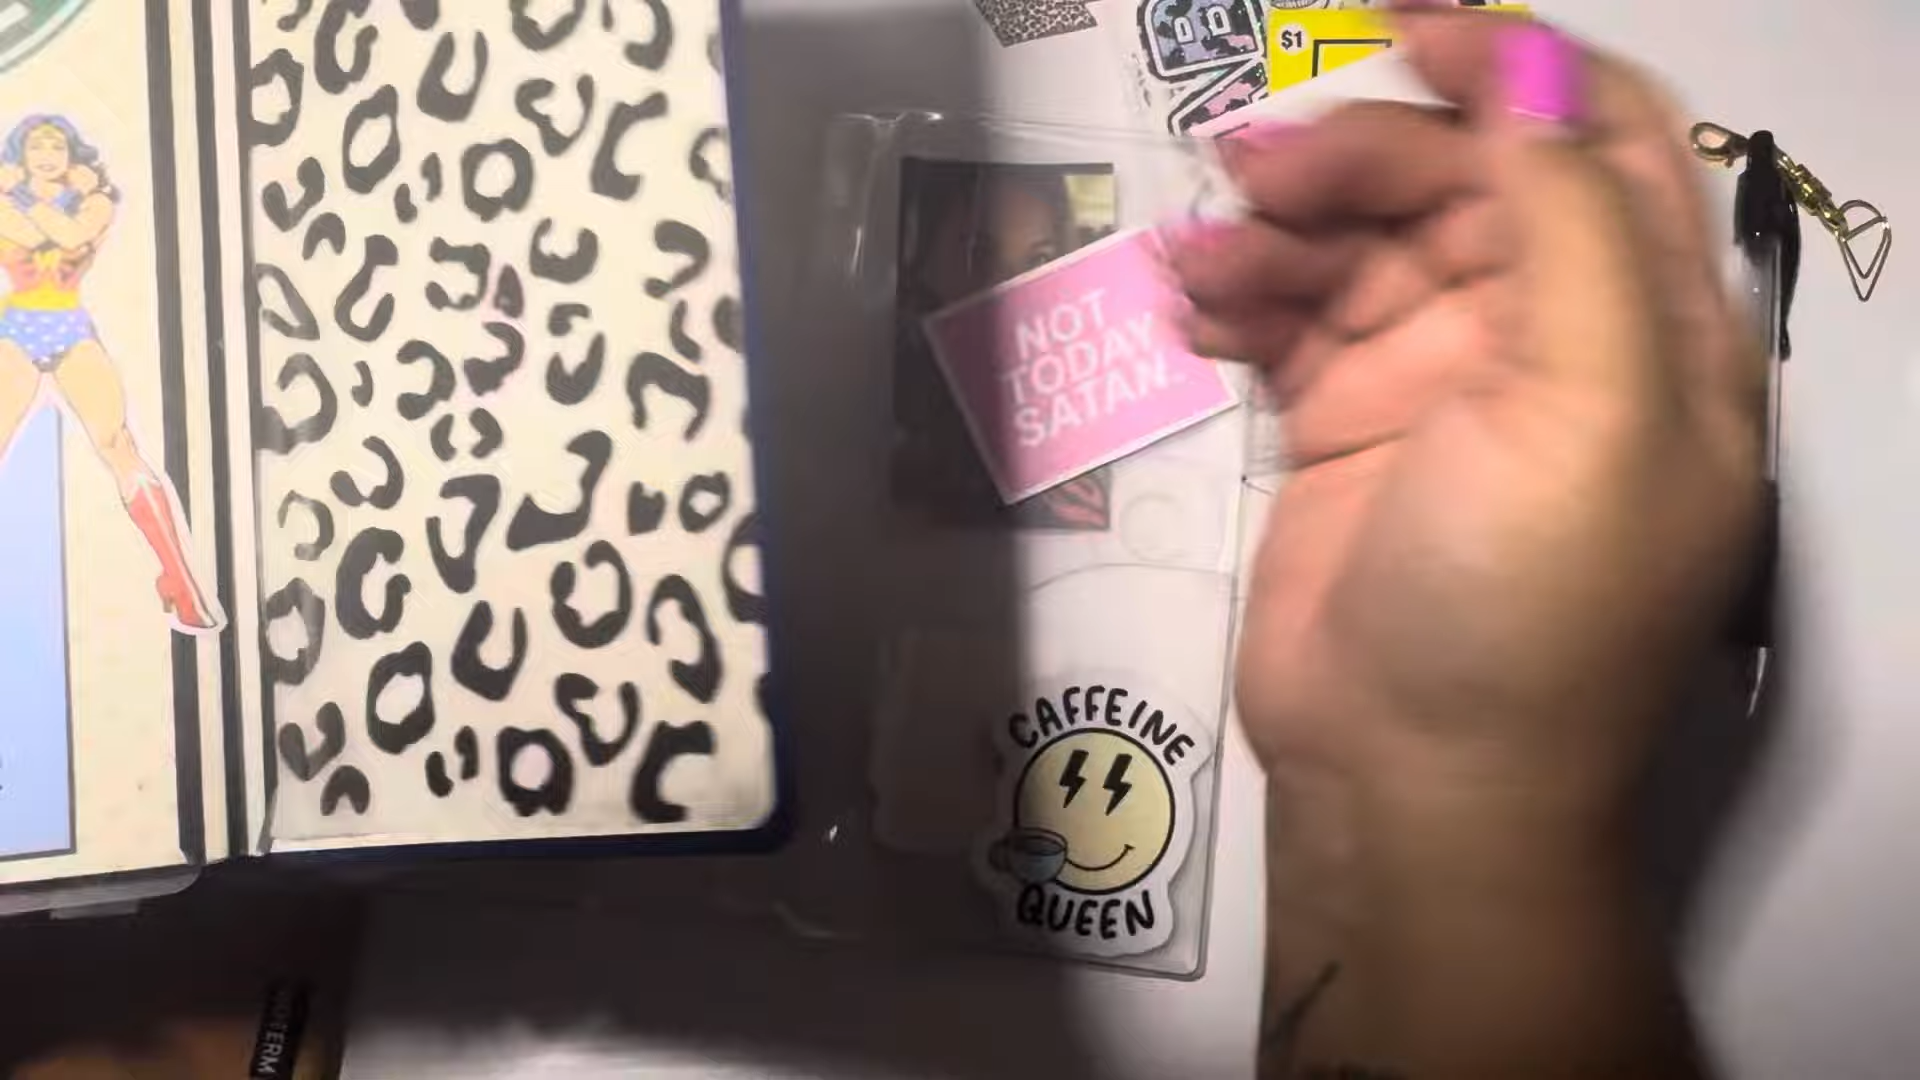 $1
NOT
TODAY
SATAN.
CAFFEINE
QUEEN